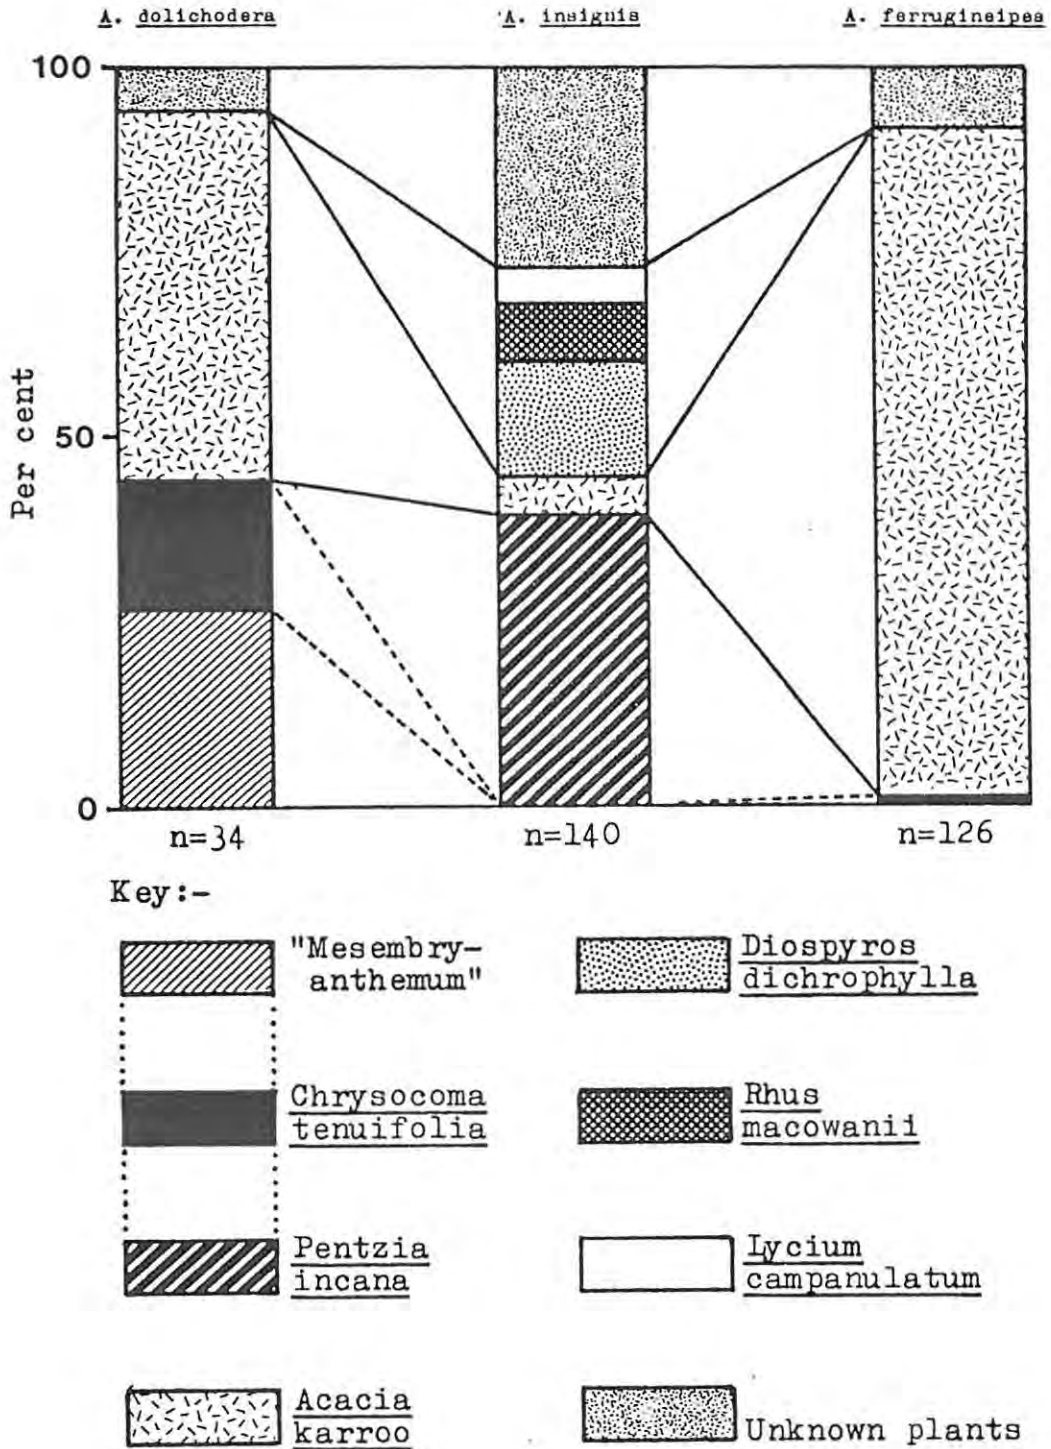 A. dolichodera
A. insignis
A. ferrugineipes
100
50
0
Per cent
n=34
n=140
n=126
Key:-
"Mesembry-
anthemum"
Chrysocoma
tenuifolia
Pentzia
incana
Acacia
karroo
Diospyros
dichrophylla
Rhus
macowanii
Lycium
campanulatum
Unknown plants